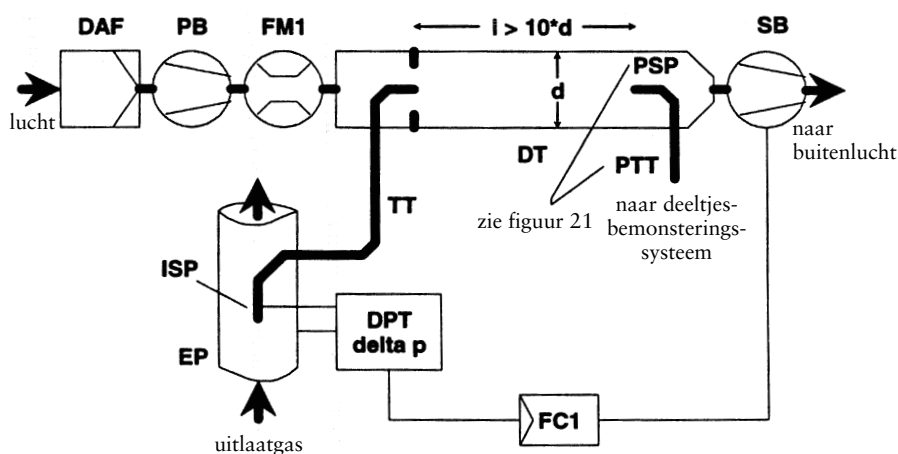 DAF
PB
FM1
l > 10*d
SB
PSP
d
lucht
naar
buitenlucht
DT
PTT
TT
zie figuur 21
naar deeltjes-
bemonsterings-
systeem
ISP
DPT
delta p
EP
FC1
uitlaatgas